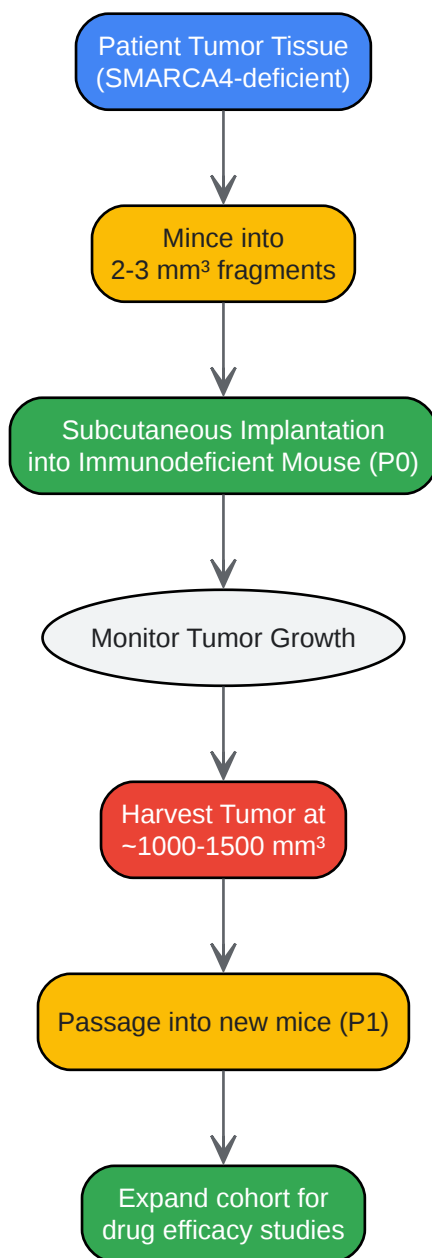 Patient Tumor Tissue
(SMARCA4-deficient)
Mince into
2-3 mm³ fragments
Subcutaneous Implantation
into Immunodeficient Mouse (P0)
Monitor Tumor Growth
Harvest Tumor at
~1000-1500 mm³
Passage into new mice (P1)
Expand cohort for
drug efficacy studies